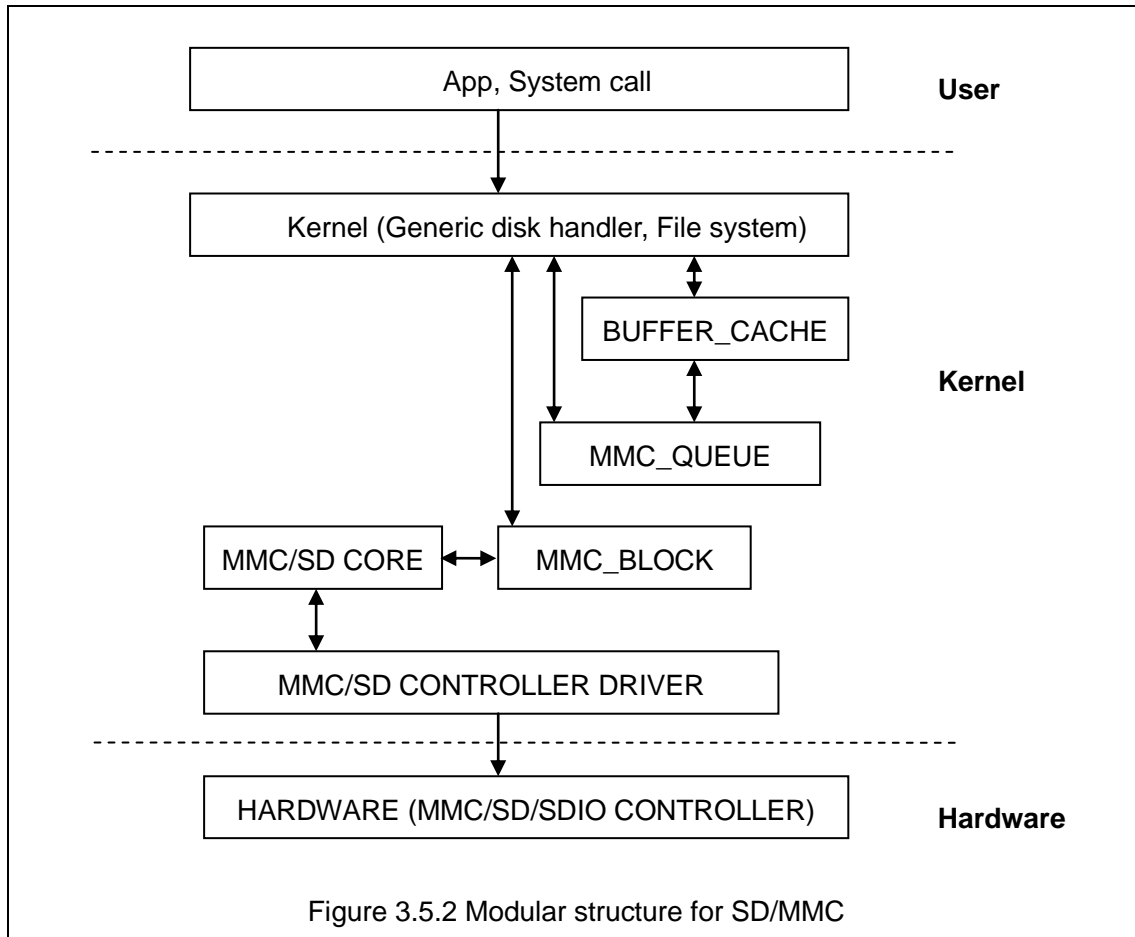 App, System call
User
Kernel (Generic disk handler, File system)
BUFFER_CACHE
Kernel
MMC_QUEUE
MMC/SD CORE
MMC_BLOCK
MMC/SD CONTROLLER DRIVER
HARDWARE (MMC/SD/SDIO CONTROLLER)
Hardware
Figure 3.5.2 Modular structure for SD/MMC